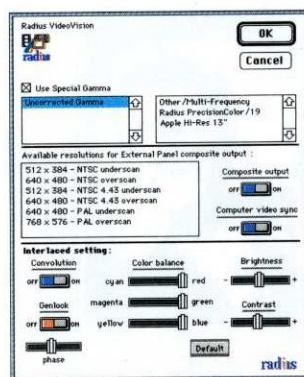 Radius VideoVision
OK
radius
Cancel
Use Special Gamma
Uncorrected Gamma
Other/Multi-Frequency
Radius PrecisionColor/19
Apple Hi-Res 13"
Available resolutions for External Panel composite output :
512 x 384 - NTSC underscan
640 x 480 - NTSC overscan
512 x 384 - NTSC 4.43 underscan
640 x 480 - NTSC 4.43 overscan
640 x 480 - PAL underscan
768 x 576 - PAL overscan
Composite output
OFF ON
Computer video sync
OFF ON
Interlaced setting :
Convolution
OFF ON
Genlock
OFF ON
phase
Color balance
cyan red
magenta green
yellow blue
Brightness
- +
Contrast
- +
Default
radius